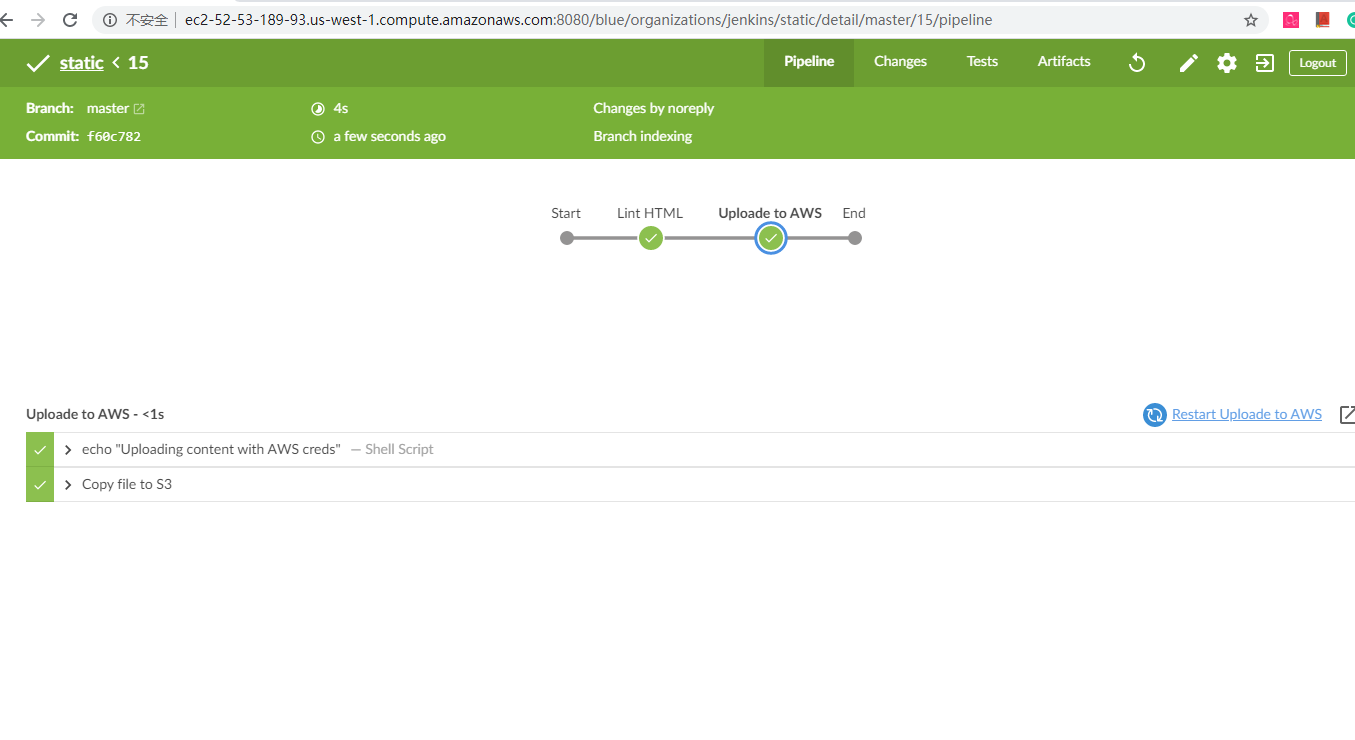 不安全 ec2-52-53-189-93.us-west-1.compute.amazonaws.com:8080/blue/organizations/jenkins/static/detail/master/15/pipeline
static < 15 Pipeline Changes Tests Artifacts Logout
Branch: master 4s Changes by noreply
Commit: f60c782 a few seconds ago Branch indexing
Start Lint HTML Uploade to AWS End
Uploade to AWS - <1s Restart Uploade to AWS
echo "Uploading content with AWS creds" — Shell Script
Copy file to S3